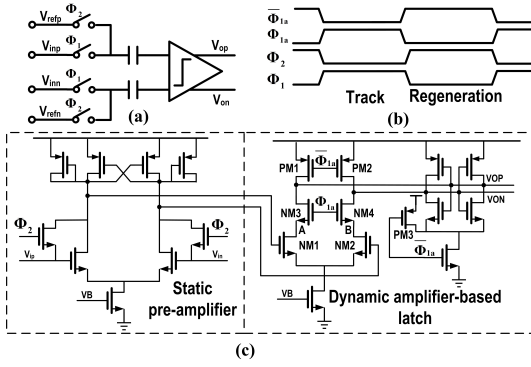 Φ2
Vrefp
Φ1
Vinp
Vop
Φ1
Vinn
Φ2
Vrefn
Von
(a)
Φ̅1a
Φ1a
Φ2
Φ1
Track Regeneration
(b)
PM1 Φ̅1a PM2
VOP
VON
NM3 Φ1a NM4
PM3
A B
Φ2 Φ2
NM1 NM2
Vip Vin
Φ̅1a
VB
VB
Static
pre-amplifier
Dynamic amplifier-based
latch
(c)